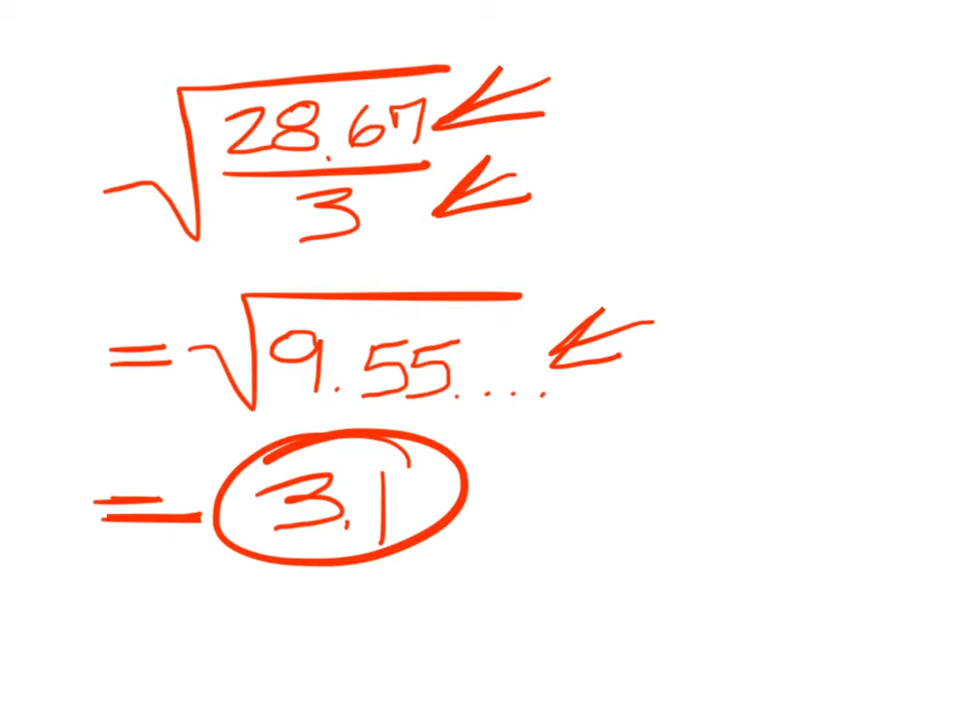 √28.67
3
= √9.55....
= 3.1